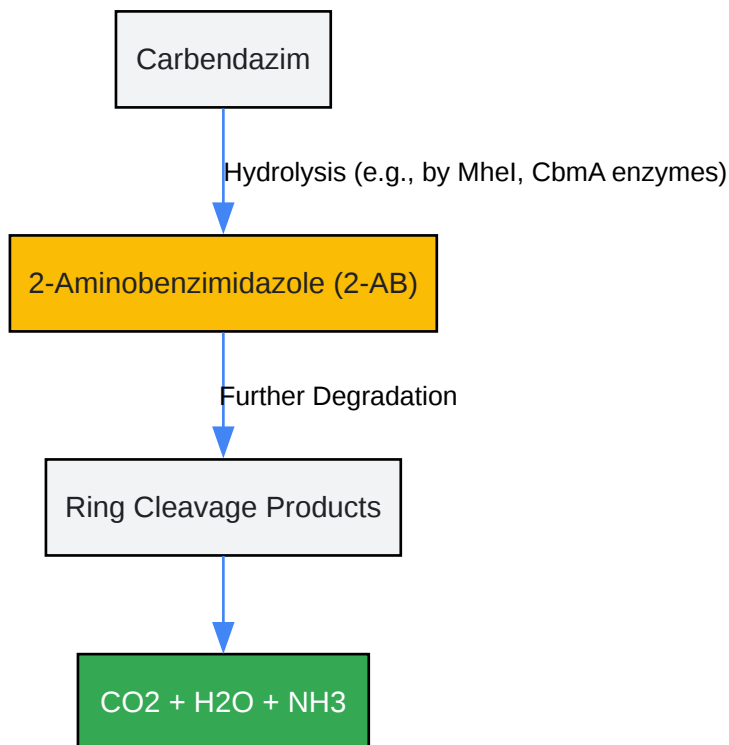 Carbendazim
Hydrolysis (e.g., by MheI, CbmA enzymes)
2-Aminobenzimidazole (2-AB)
Further Degradation
Ring Cleavage Products
CO2 + H2O + NH3